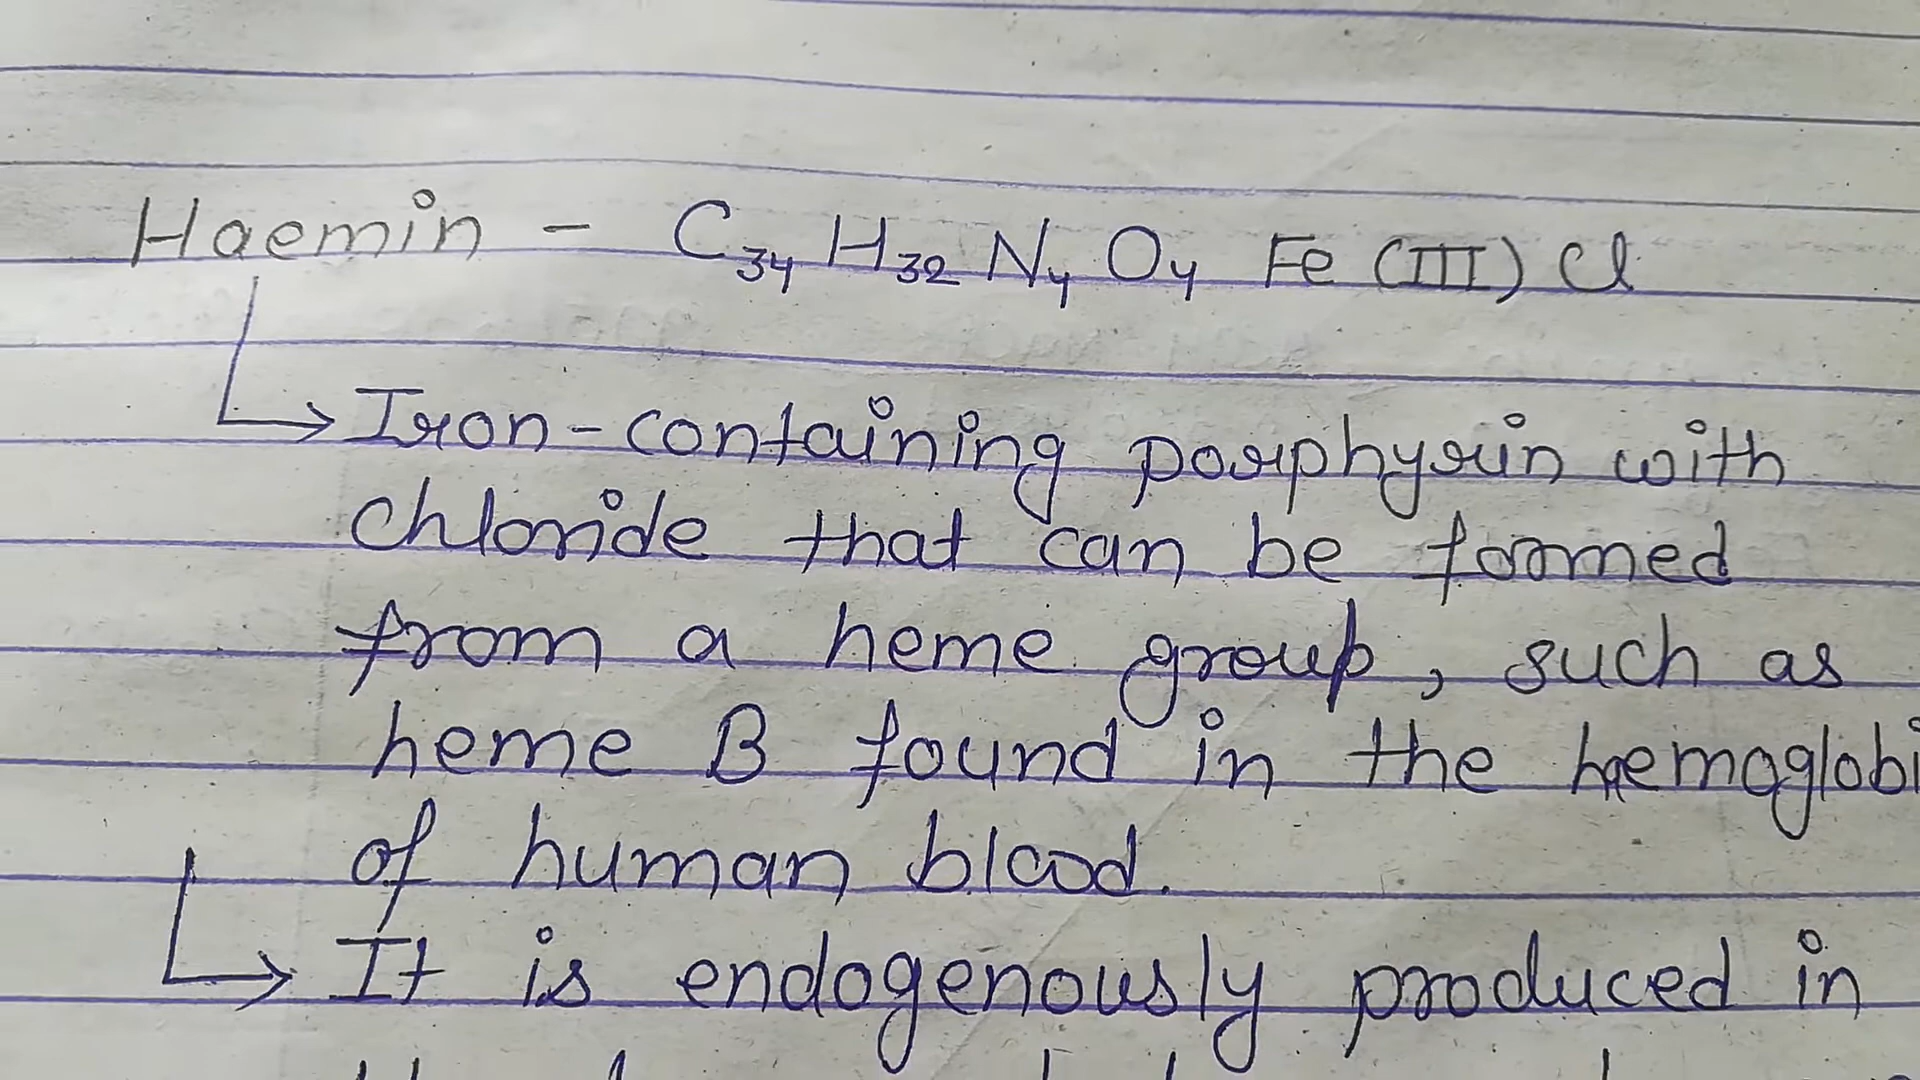 Haemin - C₃₄ H₃₂ N₄ O₄ Fe (III) Cl
Iron-containing porphyrin with
chloride that can be formed
from a heme group, such as
heme B found in the hemoglobi
of human blood.
It is endogenously produced in